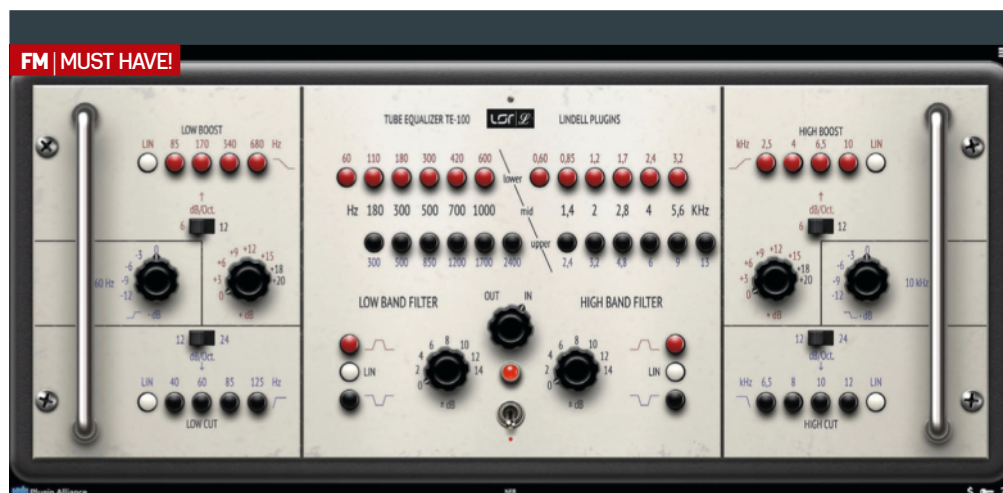 FM | MUST HAVE!
TUBE EQUALIZER TE-100
LINDELL PLUGINS
LOW BOOST
LIN 85 170 340 680 Hz
dB/Oct.
6 12
60 Hz
0 -3 -6 -9 -12
- dB
0 +3 +6 +9 +12 +15 +18 +20
+ dB
12 24
dB/Oct.
LIN 40 60 85 125 Hz
LOW CUT
60 110 180 300 420 600
lower
0,60 0,85 1,2 1,7 2,4 3,2
Hz 180 300 500 700 1000
mid
1,4 2 2,8 4 5,6 KHz
upper
300 500 850 1200 1700 2400
2,4 3,2 4,8 6 9 13
LOW BAND FILTER
OUT IN
HIGH BAND FILTER
LIN
0 2 4 6 8 10 12 14
± dB
0 2 4 6 8 10 12 14
± dB
LIN
HIGH BOOST
kHz 2,5 4 6,5 10 LIN
dB/Oct.
6 12
0 +3 +6 +9 +12 +15 +18 +20
+ dB
0 -3 -6 -9 -12
- dB
10 kHz
12 24
dB/Oct.
kHz 6,5 8 10 12 LIN
HIGH CUT
Plugin Alliance